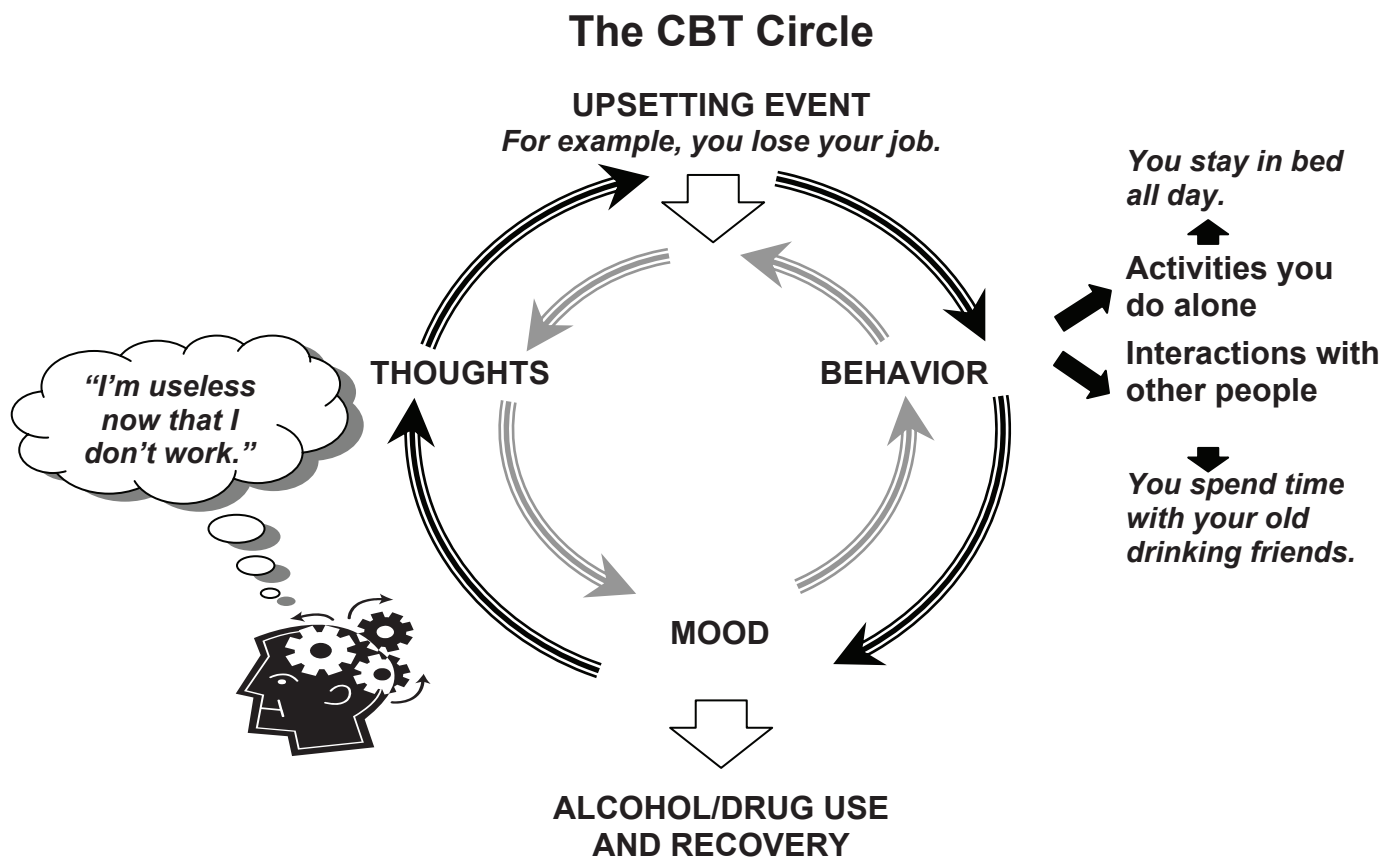 The CBT Circle
UPSETTING EVENT
For example, you lose your job.
You stay in bed
all day.
Activities you
do alone
Interactions with
other people
You spend time
with your old
drinking friends.
THOUGHTS
BEHAVIOR
“I’m useless
now that I
don’t work.”
MOOD
ALCOHOL/DRUG USE
AND RECOVERY